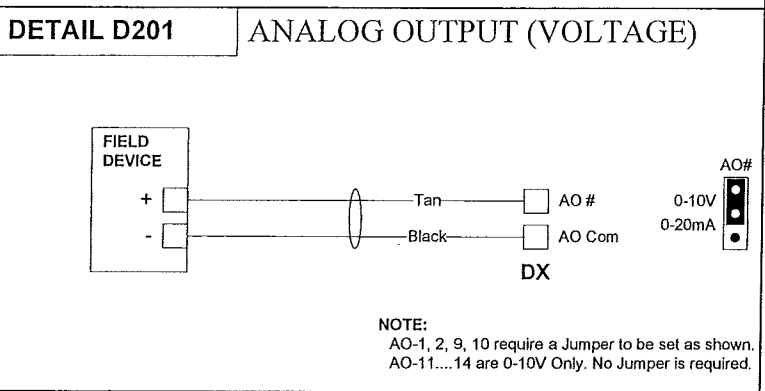 DETAIL D201
ANALOG OUTPUT (VOLTAGE)
FIELD
DEVICE
+
-
Tan
Black
AO #
AO Com
DX
AO#
0-10V
0-20mA
NOTE:
AO-1, 2, 9, 10 require a Jumper to be set as shown.
AO-11....14 are 0-10V Only. No Jumper is required.